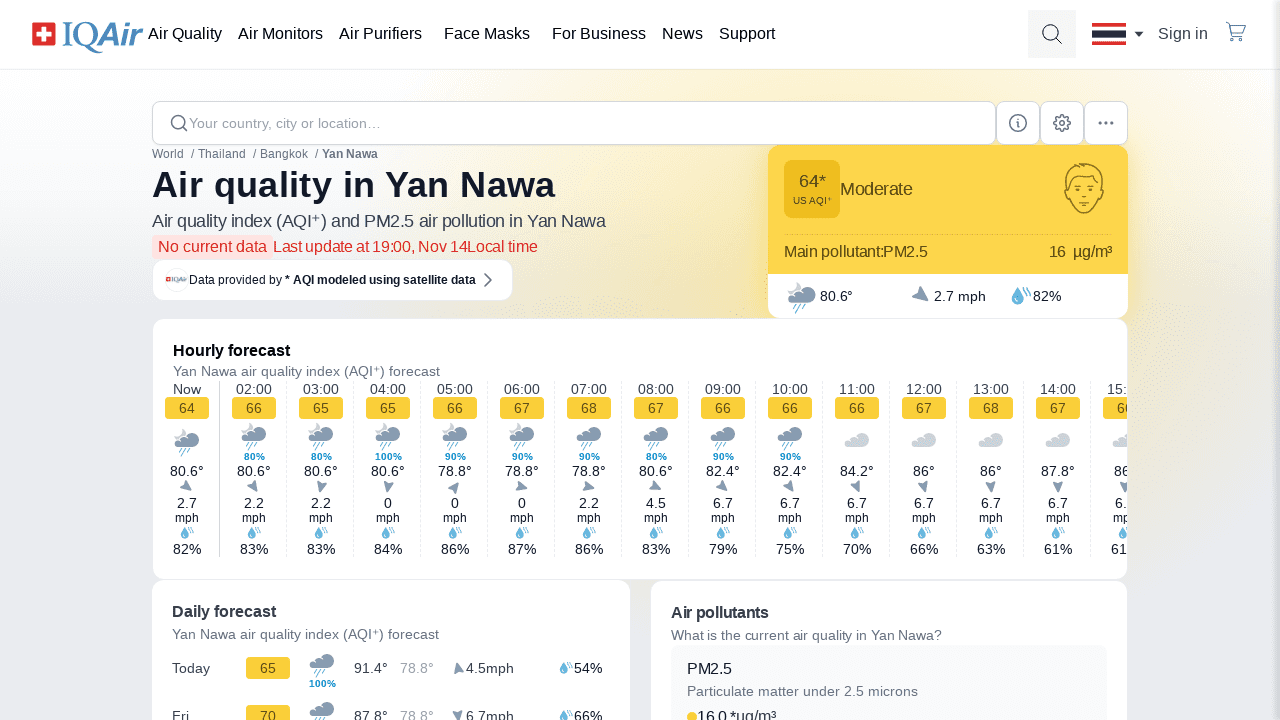 IQAir Air Quality Air Monitors Air Purifiers Face Masks For Business News Support Sign in
Your country, city or location…
World / Thailand / Bangkok / Yan Nawa
Air quality in Yan Nawa
Air quality index (AQI⁺) and PM2.5 air pollution in Yan Nawa
No current data Last update at 19:00, Nov 14Local time
IQAir Data provided by * AQI modeled using satellite data
64*
US AQI⁺
Moderate
Main pollutant:PM2.5 16 µg/m³
80.6° 2.7 mph 82%
Hourly forecast
Yan Nawa air quality index (AQI⁺) forecast
Now 02:00 03:00 04:00 05:00 06:00 07:00 08:00 09:00 10:00 11:00 12:00 13:00 14:00
64 66 65 65 66 67 68 67 66 66 66 67 68 67
80% 80% 100% 90% 90% 90% 80% 90% 90%
80.6° 80.6° 80.6° 80.6° 78.8° 78.8° 78.8° 80.6° 82.4° 82.4° 84.2° 86° 86° 87.8°
2.7 2.2 2.2 0 0 0 2.2 4.5 6.7 6.7 6.7 6.7 6.7 6.7
mph mph mph mph mph mph mph mph mph mph mph mph mph mph
82% 83% 83% 84% 86% 87% 86% 83% 79% 75% 70% 66% 63% 61%
Daily forecast
Yan Nawa air quality index (AQI⁺) forecast
Today 65 100% 91.4° 78.8° 4.5mph 54%
Fri 70 87.8° 78.8° 6.7mph 66%
Air pollutants
What is the current air quality in Yan Nawa?
PM2.5
Particulate matter under 2.5 microns
16.0 *µg/m³